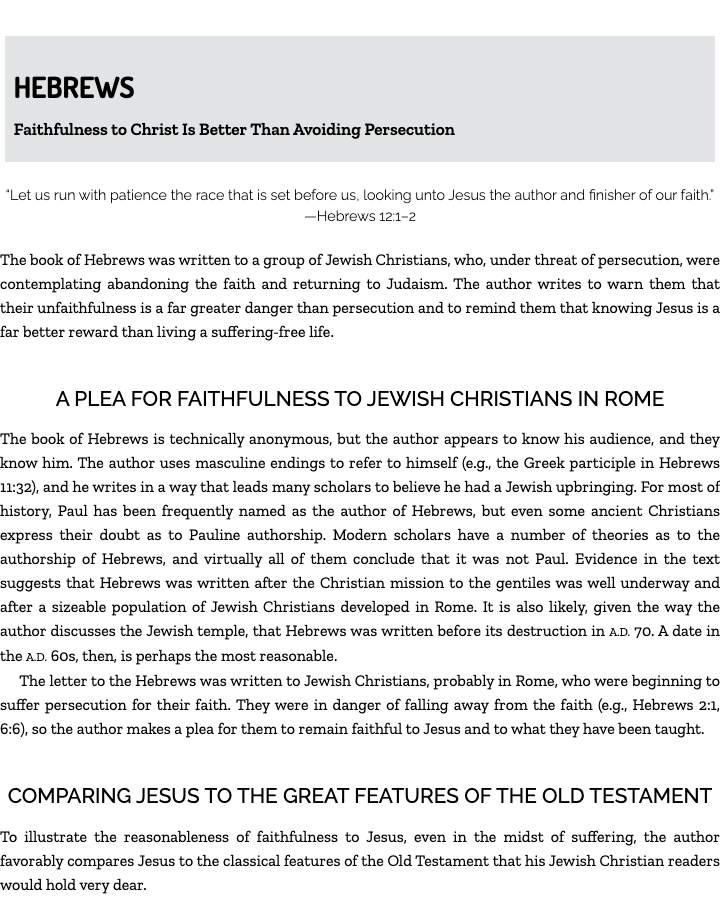 HEBREWS
Faithfulness to Christ Is Better Than Avoiding Persecution
“Let us run with patience the race that is set before us, looking unto Jesus the author and finisher of our faith.”
—Hebrews 12:1–2
The book of Hebrews was written to a group of Jewish Christians, who, under threat of persecution, were
contemplating abandoning the faith and returning to Judaism. The author writes to warn them that
their unfaithfulness is a far greater danger than persecution and to remind them that knowing Jesus is a
far better reward than living a suffering-free life.
A PLEA FOR FAITHFULNESS TO JEWISH CHRISTIANS IN ROME
The book of Hebrews is technically anonymous, but the author appears to know his audience, and they
know him. The author uses masculine endings to refer to himself (e.g., the Greek participle in Hebrews
11:32), and he writes in a way that leads many scholars to believe he had a Jewish upbringing. For most of
history, Paul has been frequently named as the author of Hebrews, but even some ancient Christians
express their doubt as to Pauline authorship. Modern scholars have a number of theories as to the
authorship of Hebrews, and virtually all of them conclude that it was not Paul. Evidence in the text
suggests that Hebrews was written after the Christian mission to the gentiles was well underway and
after a sizeable population of Jewish Christians developed in Rome. It is also likely, given the way the
author discusses the Jewish temple, that Hebrews was written before its destruction in A.D. 70. A date in
the A.D. 60s, then, is perhaps the most reasonable.
The letter to the Hebrews was written to Jewish Christians, probably in Rome, who were beginning to
suffer persecution for their faith. They were in danger of falling away from the faith (e.g., Hebrews 2:1,
6:6), so the author makes a plea for them to remain faithful to Jesus and to what they have been taught.
COMPARING JESUS TO THE GREAT FEATURES OF THE OLD TESTAMENT
To illustrate the reasonableness of faithfulness to Jesus, even in the midst of suffering, the author
favorably compares Jesus to the classical features of the Old Testament that his Jewish Christian readers
would hold very dear.